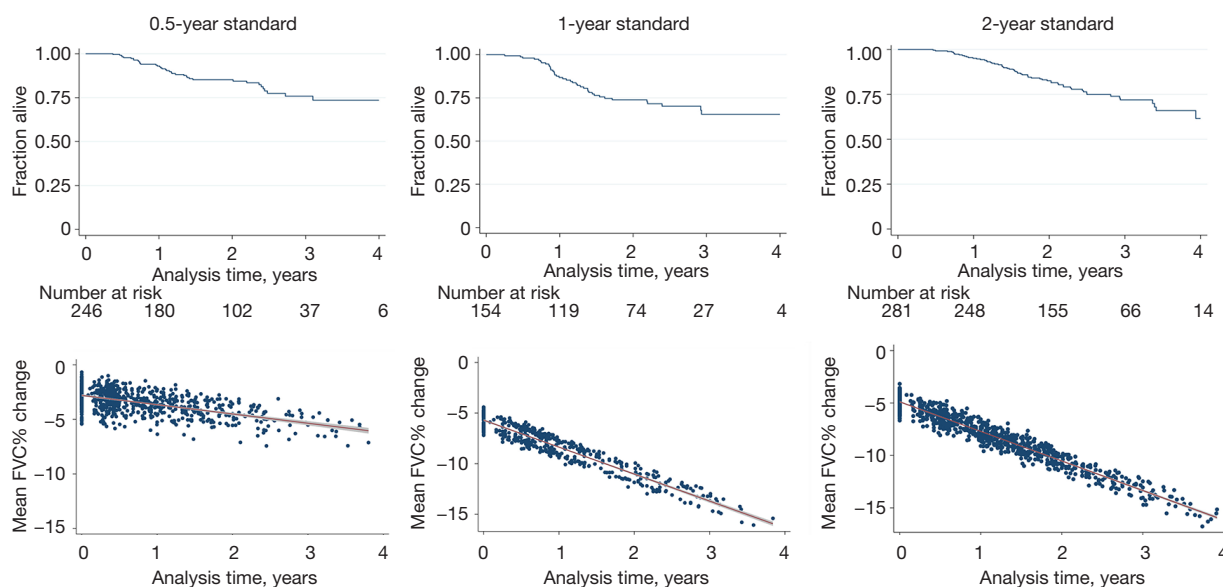 0.5-year standard
1.00
0.75
0.50
0.25
0
Fraction alive
0 1 2 3 4
Analysis time, years
Number at risk
246 180 102 37 6
1-year standard
1.00
0.75
0.50
0.25
0
Fraction alive
0 1 2 3 4
Analysis time, years
Number at risk
154 119 74 27 4
2-year standard
1.00
0.75
0.50
0.25
0
Fraction alive
0 1 2 3 4
Analysis time, years
Number at risk
281 248 155 66 14
0
−5
−10
−15
Mean FVC% change
0 1 2 3 4
Analysis time, years
0
−5
−10
−15
Mean FVC% change
0 1 2 3 4
Analysis time, years
0
−5
−10
−15
Mean FVC% change
0 1 2 3 4
Analysis time, years